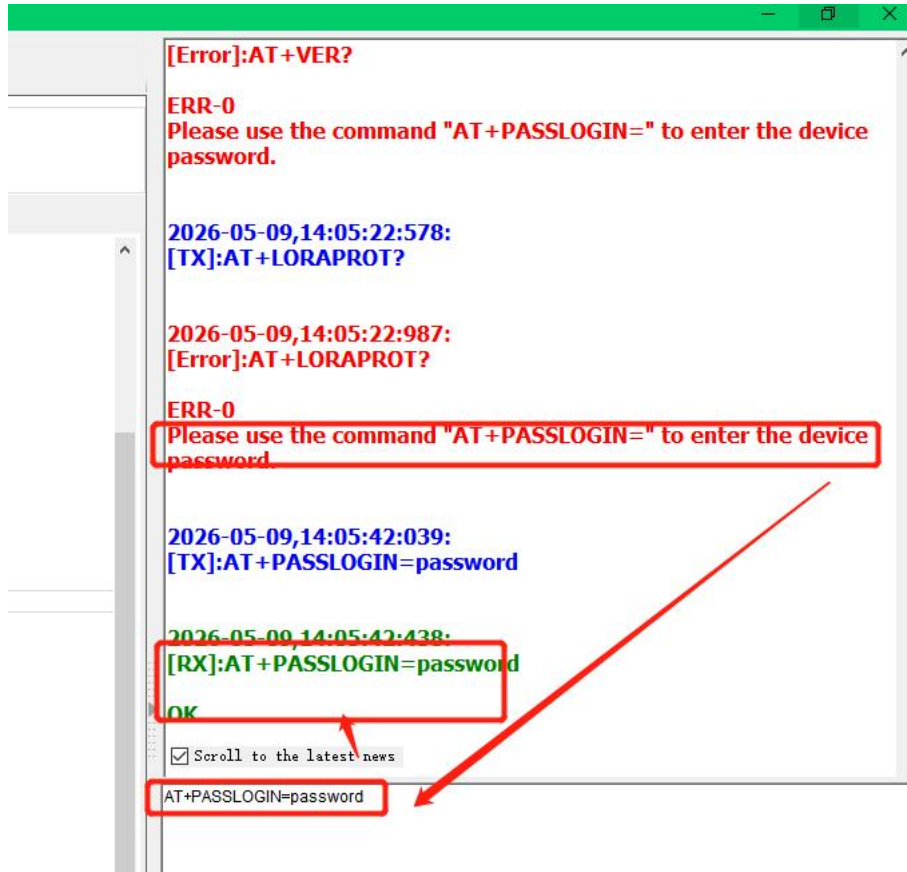 [Error]:AT+VER?
ERR-0
Please use the command "AT+PASSLOGIN=" to enter the device
password.
2026-05-09,14:05:22:578:
[TX]:AT+LORAPROT?
2026-05-09,14:05:22:987:
[Error]:AT+LORAPROT?
ERR-0
Please use the command "AT+PASSLOGIN=" to enter the device
password.
2026-05-09,14:05:42:039:
[TX]:AT+PASSLOGIN=password
2026-05-09,14:05:42:438:
[RX]:AT+PASSLOGIN=password
OK
Scroll to the latest news
AT+PASSLOGIN=password